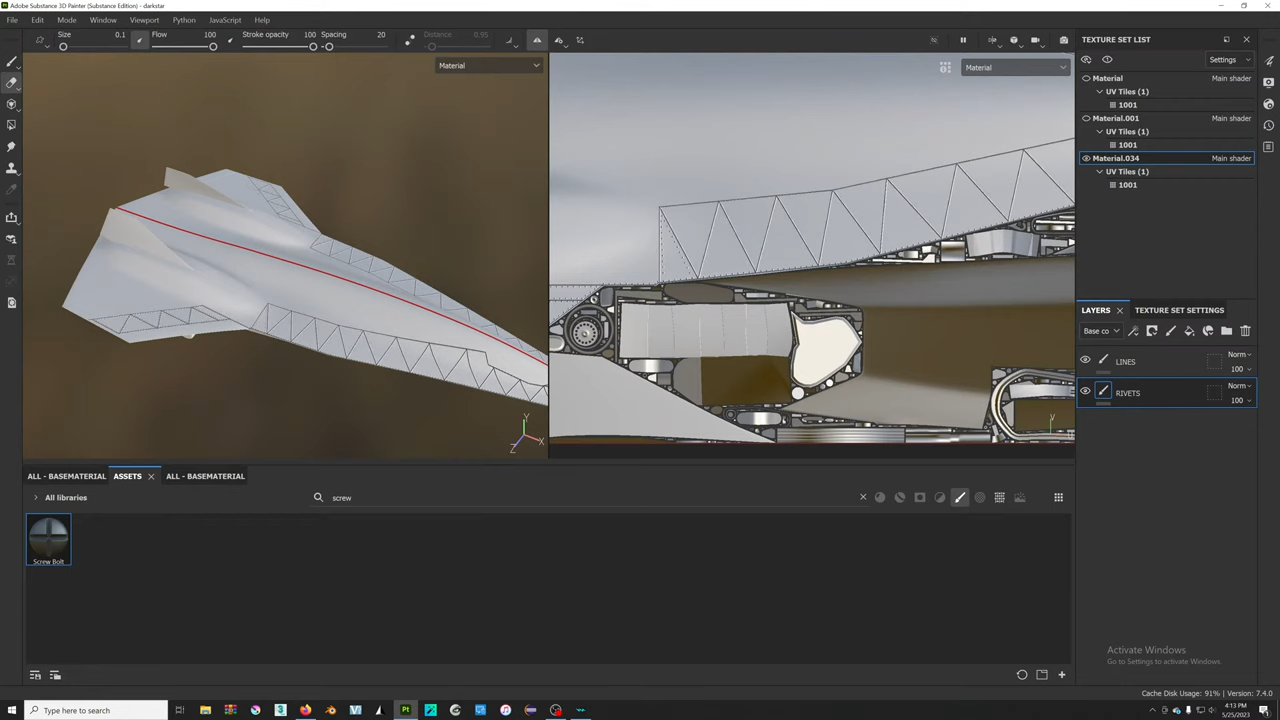 Adobe Substance 3D Painter (Substance Edition) - darkstar
File Edit Mode Window Viewport Python JavaScript Help
Size 0.1 Flow 100 Stroke opacity 100 Spacing 20 Distance 0.95
Material
Material
TEXTURE SET LIST
Settings
Material Main shader
UV Tiles (1)
1001
Material.001 Main shader
UV Tiles (1)
1001
Material.034 Main shader
UV Tiles (1)
1001
LAYERS TEXTURE SET SETTINGS
Base co
LINES Norm 100
RIVETS Norm 100
Y
X
Z
Y
ALL - BASEMATERIAL ASSETS ALL - BASEMATERIAL
All libraries
screw
Screw Bolt
Activate Windows
Go to Settings to activate Windows.
Cache Disk Usage: 91% | Version: 7.4.0
Type here to search
4:13 PM
5/25/2023